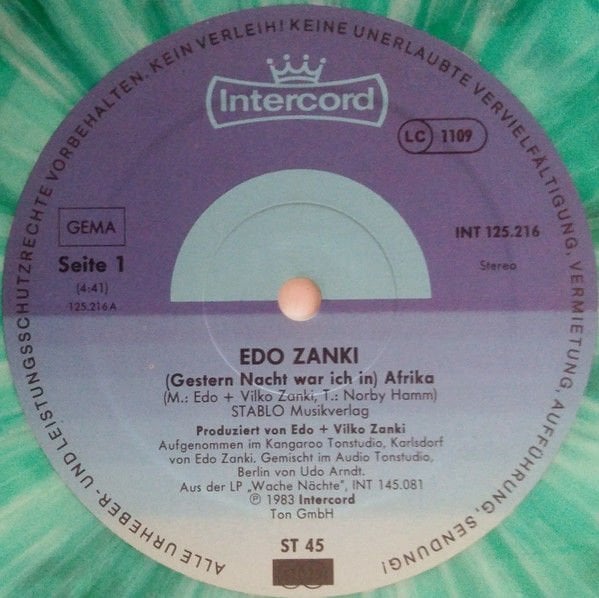 ALLE URHEBER- UND LEISTUNGSSCHUTZRECHTE VORBEHALTEN. KEIN VERLEIH! KEINE UNERLAUBTE VERVIELFÄLTIGUNG, VERMIETUNG, AUFFÜHRUNG, SENDUNG!
Intercord
LC 1109
GEMA
INT 125.216
Seite 1
Stereo
(4:41)
125.216 A
EDO ZANKI
(Gestern Nacht war ich in) Afrika
(M.: Edo + Vilko Zanki, T.: Norby Hamm)
STABLO Musikverlag
Produziert von Edo + Vilko Zanki
Aufgenommen im Kangaroo Tonstudio, Karlsdorf
von Edo Zanki, Gemischt im Audio Tonstudio,
Berlin von Udo Arndt.
Aus der LP „Wache Nächte", INT 145.081
℗ 1983 Intercord
Ton GmbH
ST 45